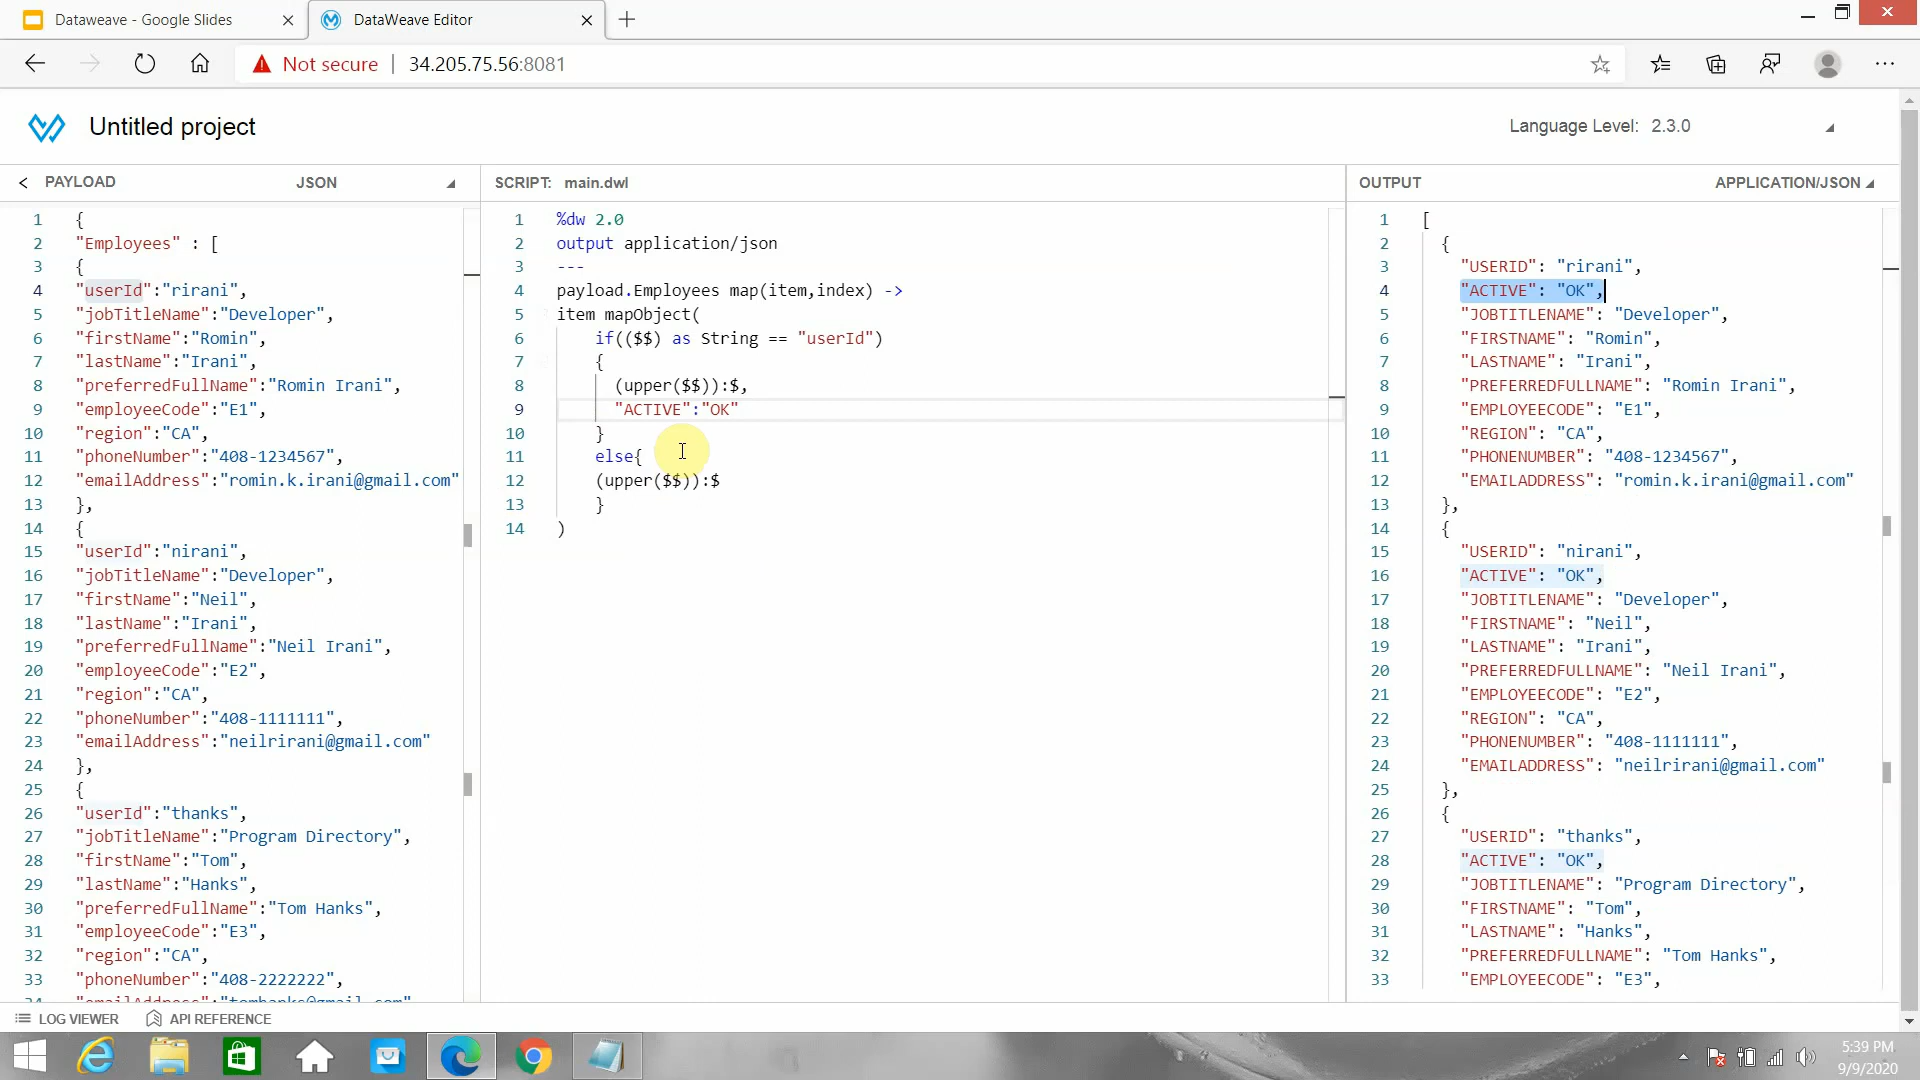 Dataweave - Google Slides
DataWeave Editor
Not secure | 34.205.75.56:8081
Untitled project
Language Level: 2.3.0
PAYLOAD JSON
1 {
2 "Employees" : [
3 {
4 "userId":"rirani",
5 "jobTitleName":"Developer",
6 "firstName":"Romin",
7 "lastName":"Irani",
8 "preferredFullName":"Romin Irani",
9 "employeeCode":"E1",
10 "region":"CA",
11 "phoneNumber":"408-1234567",
12 "emailAddress":"romin.k.irani@gmail.com"
13 },
14 {
15 "userId":"nirani",
16 "jobTitleName":"Developer",
17 "firstName":"Neil",
18 "lastName":"Irani",
19 "preferredFullName":"Neil Irani",
20 "employeeCode":"E2",
21 "region":"CA",
22 "phoneNumber":"408-1111111",
23 "emailAddress":"neilrirani@gmail.com"
24 },
25 {
26 "userId":"thanks",
27 "jobTitleName":"Program Directory",
28 "firstName":"Tom",
29 "lastName":"Hanks",
30 "preferredFullName":"Tom Hanks",
31 "employeeCode":"E3",
32 "region":"CA",
33 "phoneNumber":"408-2222222",
34 "emailAddress":"tomhanks@gmail.com"
SCRIPT: main.dwl
1 %dw 2.0
2 output application/json
3 ---
4 payload.Employees map(item,index) ->
5 item mapObject(
6 if(($$) as String == "userId")
7 {
8 (upper($$)):$,
9 "ACTIVE":"OK"
10 }
11 else{
12 (upper($$)):$
13 }
14 )
OUTPUT APPLICATION/JSON
1 [
2 {
3 "USERID": "rirani",
4 "ACTIVE": "OK",
5 "JOBTITLENAME": "Developer",
6 "FIRSTNAME": "Romin",
7 "LASTNAME": "Irani",
8 "PREFERREDFULLNAME": "Romin Irani",
9 "EMPLOYEECODE": "E1",
10 "REGION": "CA",
11 "PHONENUMBER": "408-1234567",
12 "EMAILADDRESS": "romin.k.irani@gmail.com"
13 },
14 {
15 "USERID": "nirani",
16 "ACTIVE": "OK",
17 "JOBTITLENAME": "Developer",
18 "FIRSTNAME": "Neil",
19 "LASTNAME": "Irani",
20 "PREFERREDFULLNAME": "Neil Irani",
21 "EMPLOYEECODE": "E2",
22 "REGION": "CA",
23 "PHONENUMBER": "408-1111111",
24 "EMAILADDRESS": "neilrirani@gmail.com"
25 },
26 {
27 "USERID": "thanks",
28 "ACTIVE": "OK",
29 "JOBTITLENAME": "Program Directory",
30 "FIRSTNAME": "Tom",
31 "LASTNAME": "Hanks",
32 "PREFERREDFULLNAME": "Tom Hanks",
33 "EMPLOYEECODE": "E3",
LOG VIEWER API REFERENCE
5:39 PM
9/9/2020